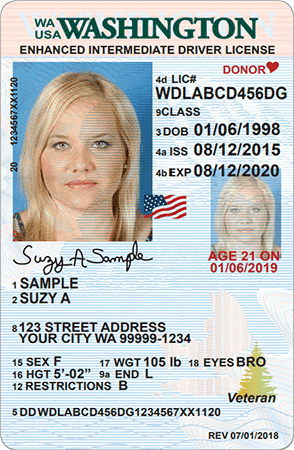 WA USA WASHINGTON
ENHANCED INTERMEDIATE DRIVER LICENSE
DONOR
20 1234567XX1120
4d LIC#
WDLABCD456DG
9CLASS
3 DOB 01/06/1998
4a ISS 08/12/2015
4b EXP 08/12/2020
AGE 21 ON
01/06/2019
Suzy A Sample
1 SAMPLE
2 SUZY A
8 123 STREET ADDRESS
YOUR CITY WA 99999-1234
15 SEX F 17 WGT 105 lb 18 EYES BRO
16 HGT 5'-02" 9a END L
12 RESTRICTIONS B
Veteran
5 DD WDLABCD456DG1234567XX1120
REV 07/01/2018